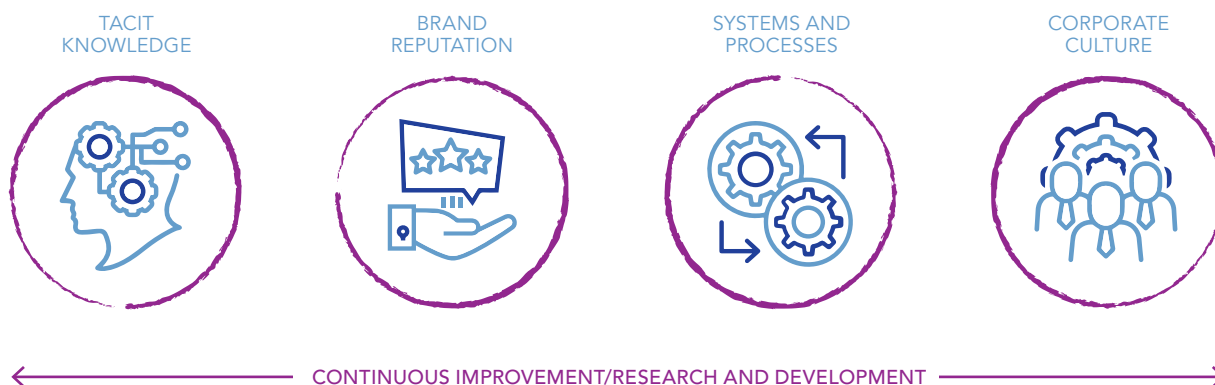 TACIT
KNOWLEDGE
BRAND
REPUTATION
SYSTEMS AND
PROCESSES
CORPORATE
CULTURE
CONTINUOUS IMPROVEMENT/RESEARCH AND DEVELOPMENT